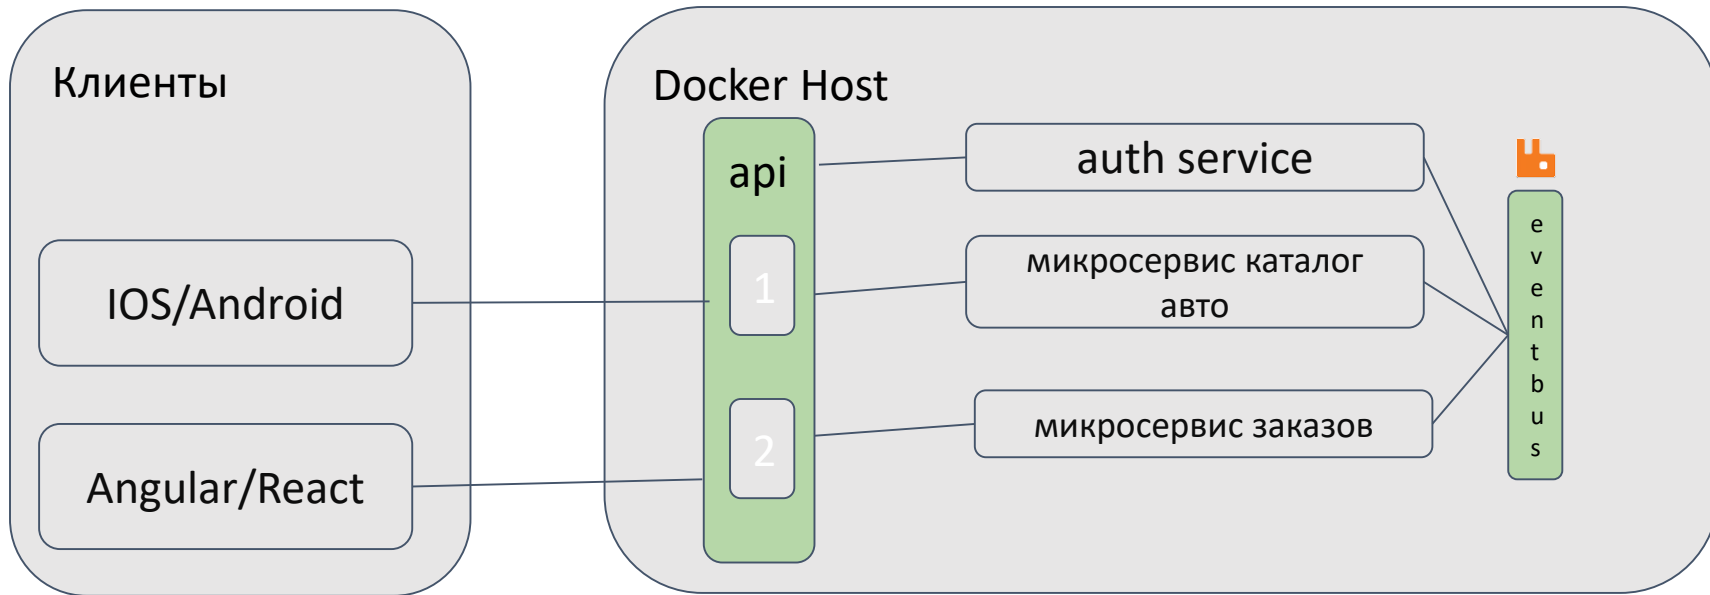 Клиенты
IOS/Android
Angular/React
Docker Host
api
1
2
auth service
микросервис каталог
авто
микросервис заказов
e
v
e
n
t
b
u
s